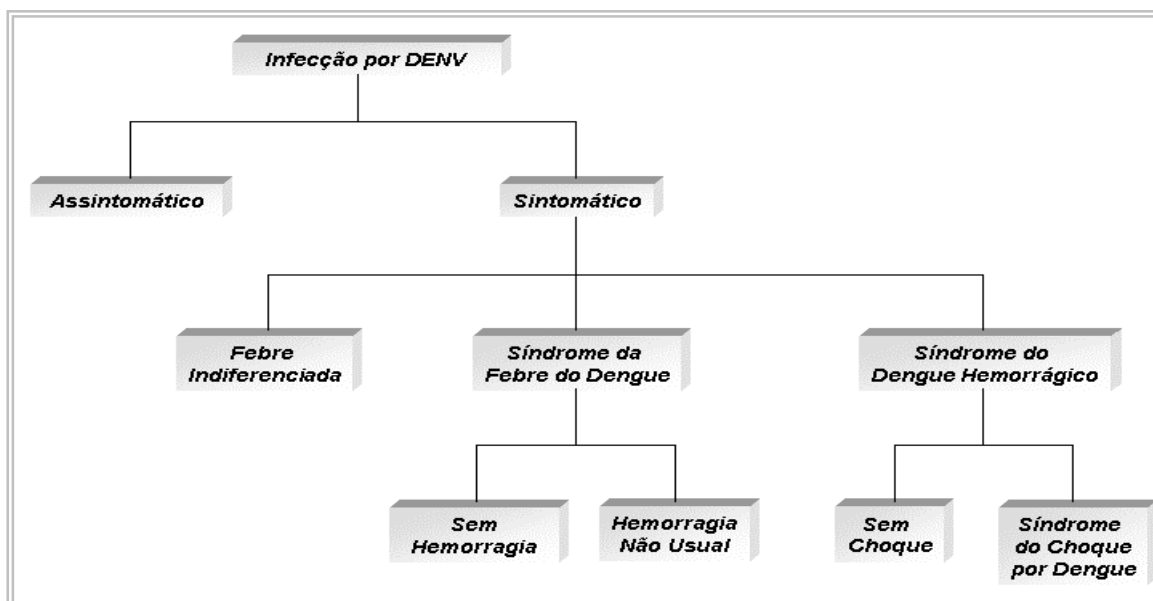 Infecção por DENV
Assintomático
Sintomático
Febre
Indiferenciada
Síndrome da
Febre do Dengue
Síndrome do
Dengue Hemorrágico
Sem
Hemorragia
Hemorragia
Não Usual
Sem
Choque
Síndrome
do Choque
por Dengue